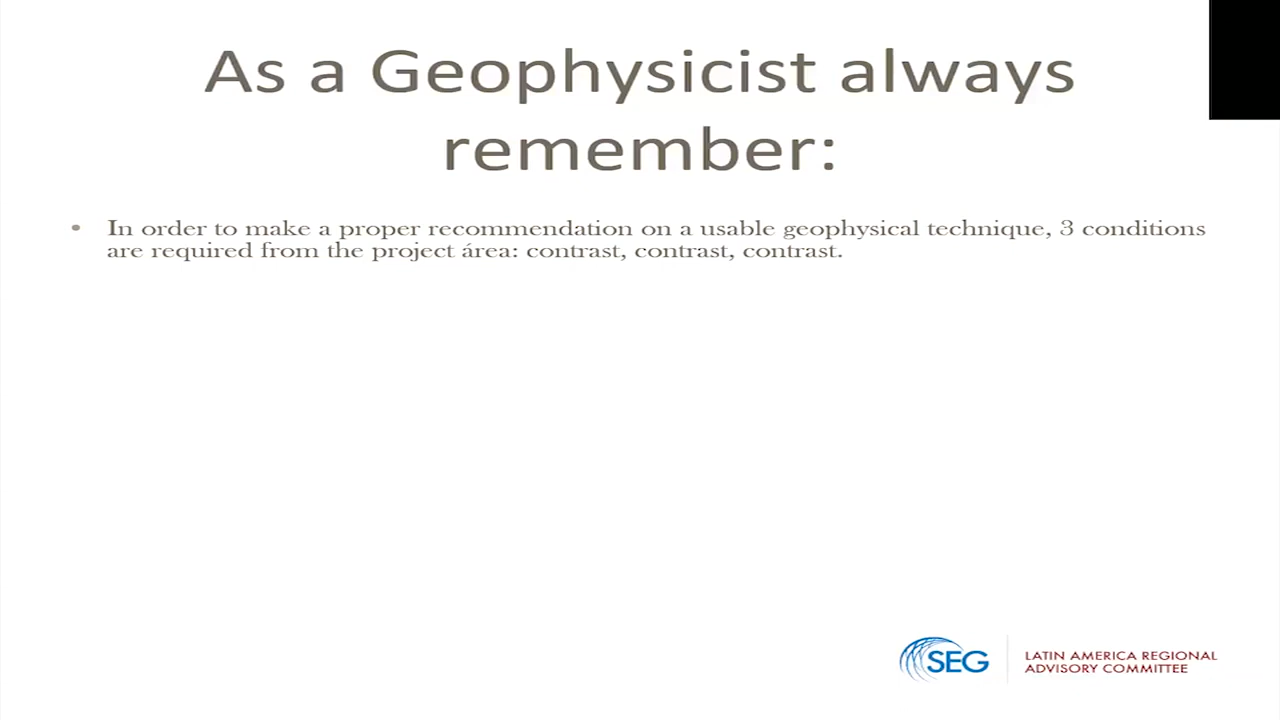 As a Geophysicist always
remember:
• In order to make a proper recommendation on a usable geophysical technique, 3 conditions
are required from the project área: contrast, contrast, contrast.
SEG
LATIN AMERICA REGIONAL
ADVISORY COMMITTEE